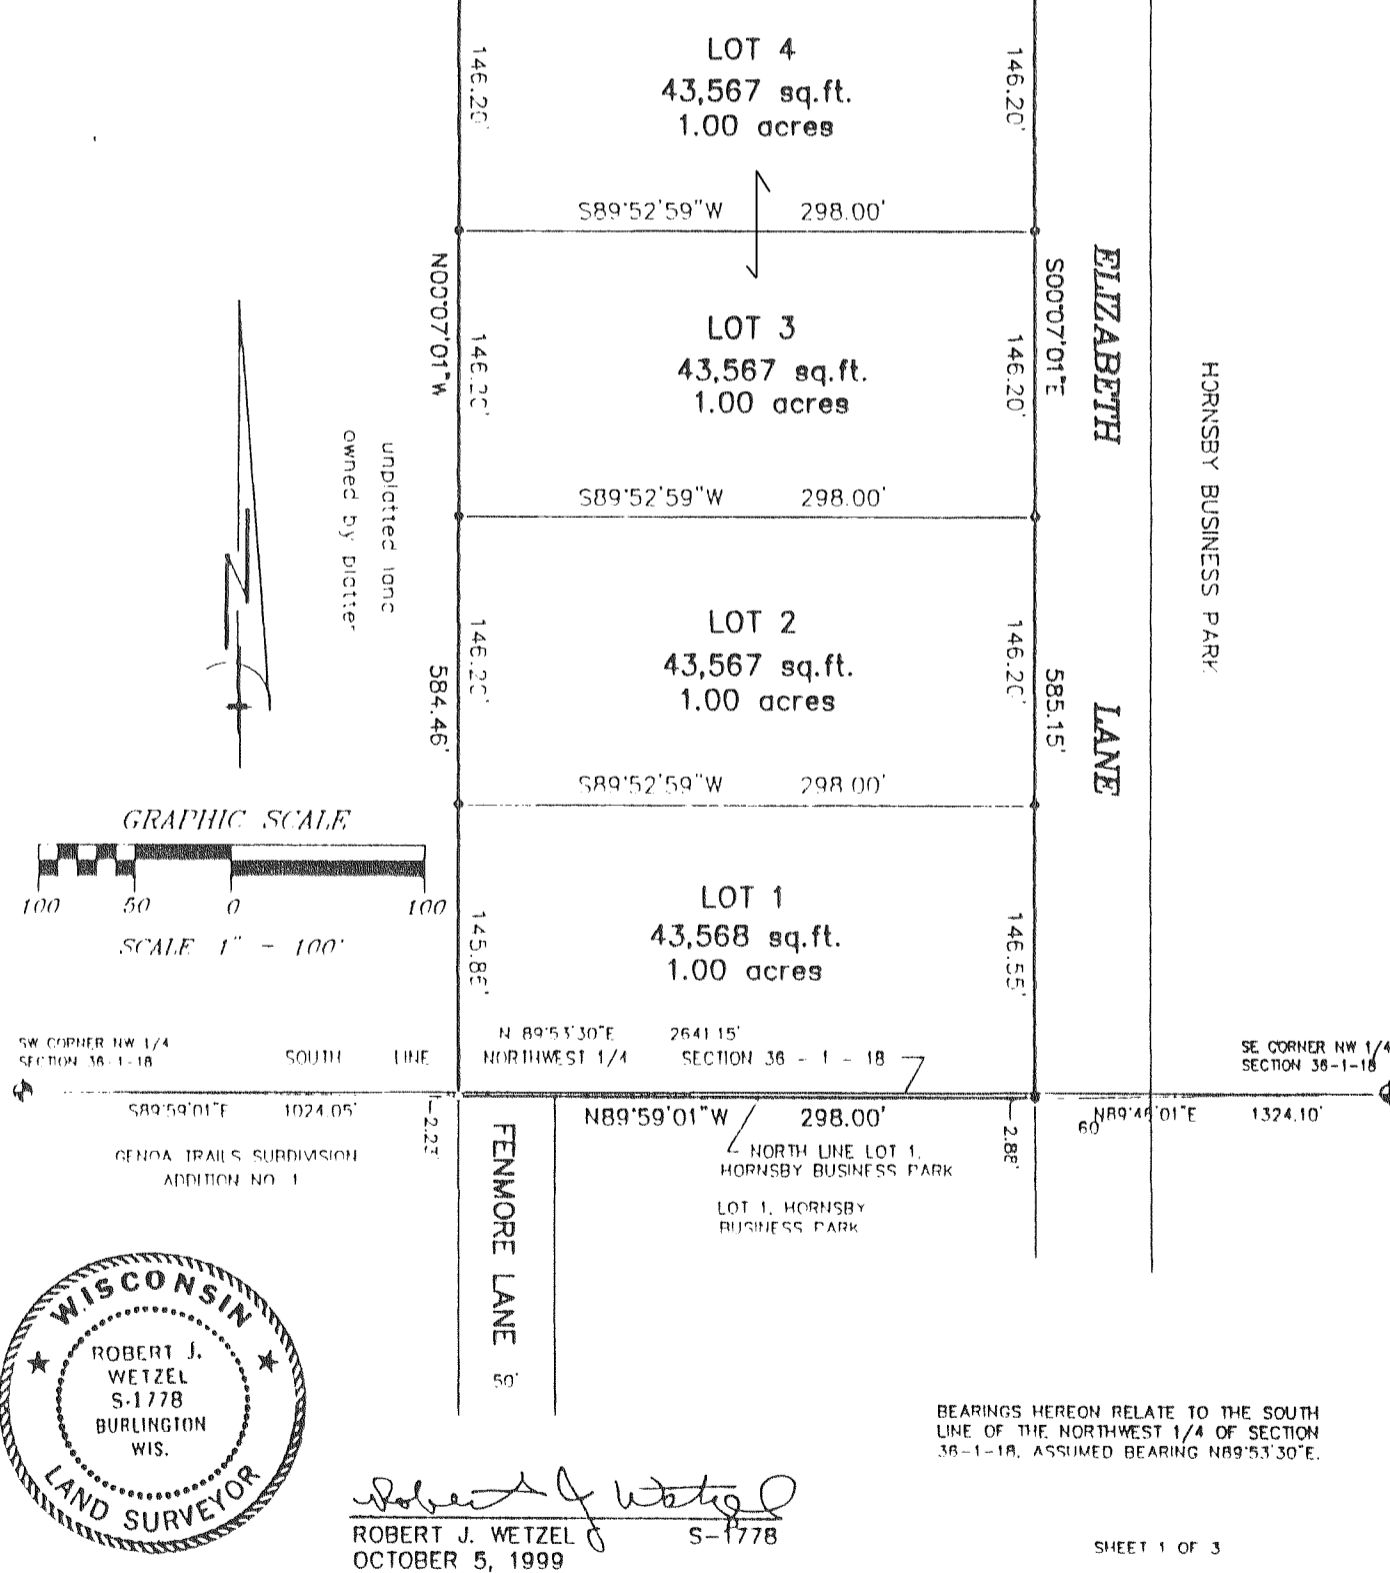 LOT 4
43,567 sq.ft.
1.00 acres
146.20'
146.20'
S89°52'59"W 298.00'
N00°07'01"W
S00°07'01"E
ELIZABETH LANE
HORNSBY BUSINESS PARK
LOT 3
43,567 sq.ft.
1.00 acres
146.20'
146.20'
unplatted land
owned by platter
N
S89°52'59"W 298.00'
LOT 2
43,567 sq.ft.
1.00 acres
146.20'
146.20'
584.46'
585.15'
S89°52'59"W 298.00'
GRAPHIC SCALE
100 50 0 100
SCALE 1" = 100'
LOT 1
43,568 sq.ft.
1.00 acres
146.55'
N 89°53'30"E 2641.15'
SW CORNER NW 1/4
SECTION 36-1-18
SOUTH LINE NORTHWEST 1/4 SECTION 36 - 1 - 18
SE CORNER NW 1/4
SECTION 36-1-18
S89°59'01"E 1024.05'
N89°59'01"W 298.00'
60
1324.10'
2.88'
GENOA TRAILS SUBDIVISION
ADDITION NO. 1
NORTH LINE LOT 1,
HORNSBY BUSINESS PARK
LOT 1, HORNSBY
BUSINESS PARK
FENMORE LANE 50'
WISCONSIN
ROBERT J.
WETZEL
S-1778
BURLINGTON
WIS.
LAND SURVEYOR
BEARINGS HEREON RELATE TO THE SOUTH
LINE OF THE NORTHWEST 1/4 OF SECTION
36-1-18, ASSUMED BEARING N89°53'30"E.
Robert J Wetzel
ROBERT J. WETZEL S-1778
OCTOBER 5, 1999
SHEET 1 OF 3